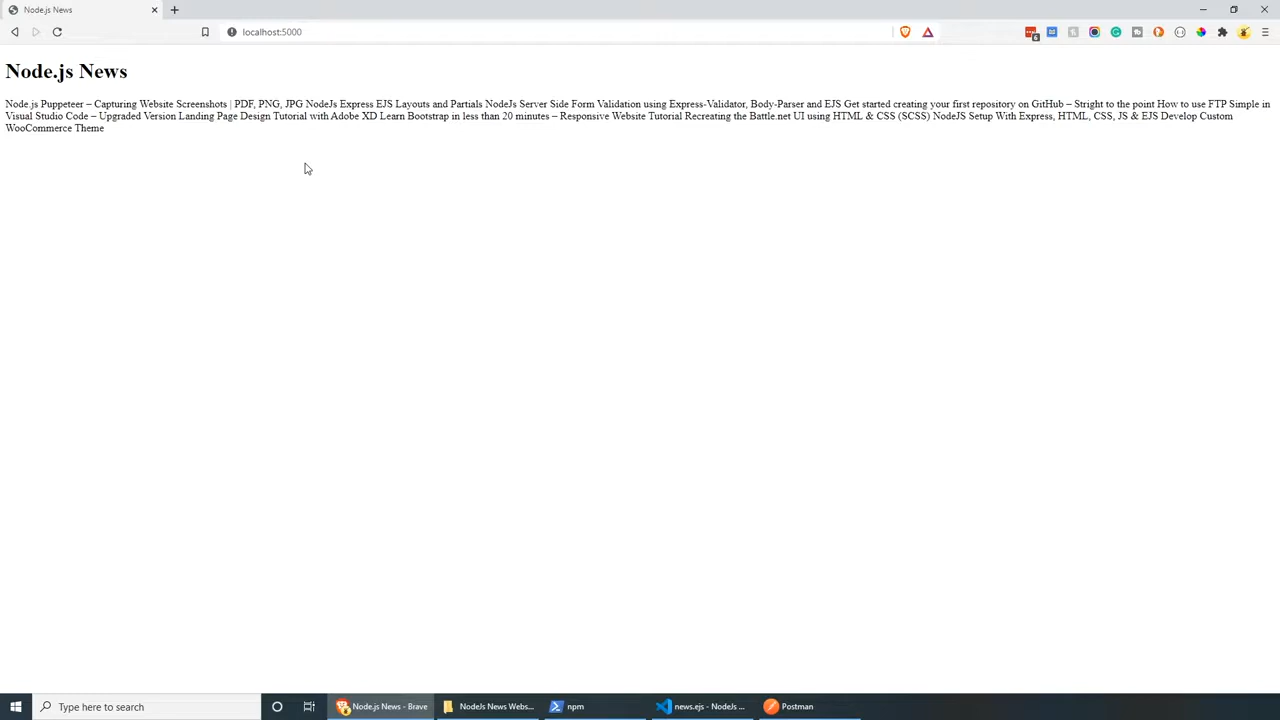 Node.js News
localhost:5000
6
Node.js News
Node.js Puppeteer – Capturing Website Screenshots | PDF, PNG, JPG NodeJs Express EJS Layouts and Partials NodeJs Server Side Form Validation using Express-Validator, Body-Parser and EJS Get started creating your first repository on GitHub – Stright to the point How to use FTP Simple in
Visual Studio Code – Upgraded Version Landing Page Design Tutorial with Adobe XD Learn Bootstrap in less than 20 minutes – Responsive Website Tutorial Recreating the Battle.net UI using HTML & CSS (SCSS) NodeJS Setup With Express, HTML, CSS, JS & EJS Develop Custom
WooCommerce Theme
Type here to search
Node.js News - Brave
NodeJs News Webs...
npm
news.ejs - NodeJs ...
Postman